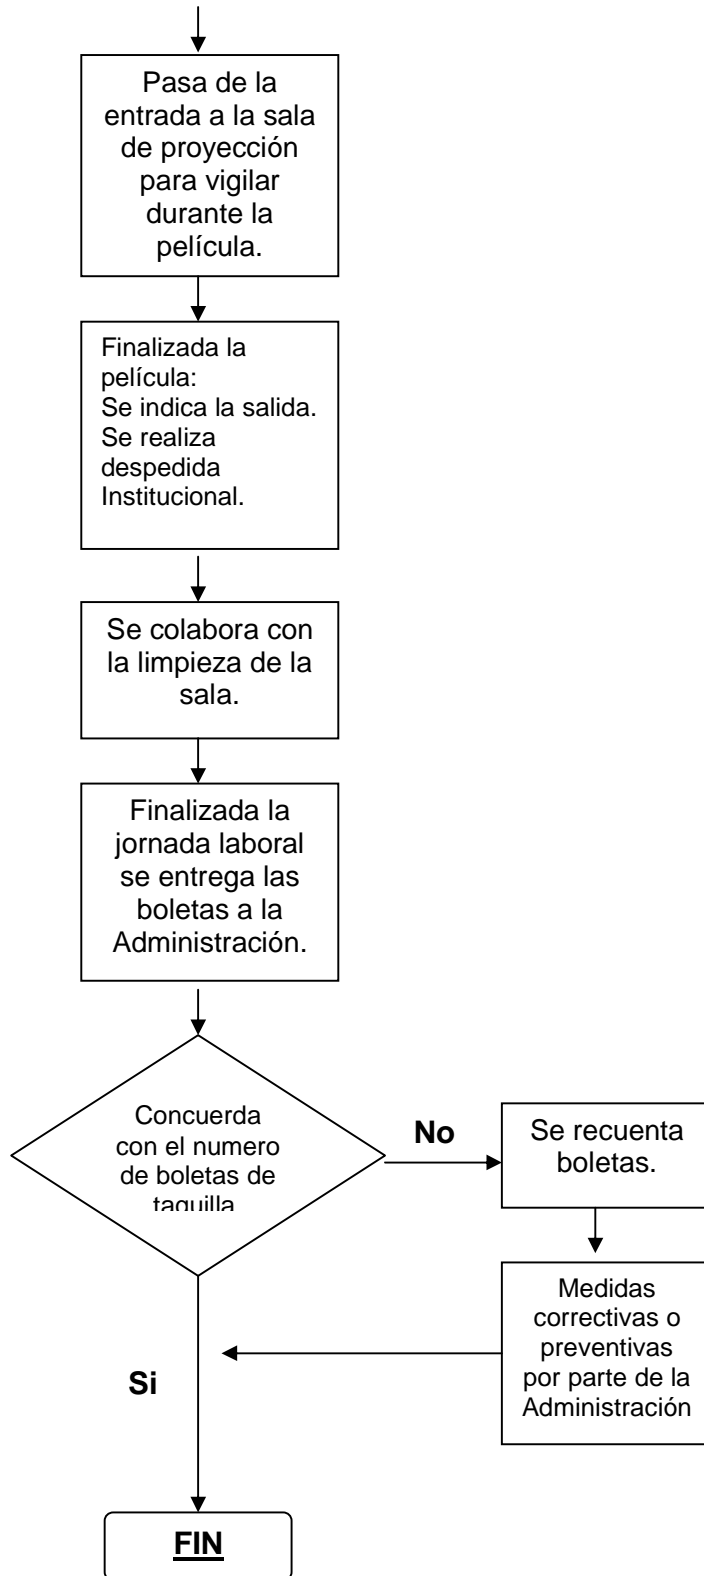 Pasa de la
entrada a la sala
de proyección
para vigilar
durante la
película.
Finalizada la
película:
Se indica la salida.
Se realiza
despedida
Institucional.
Se colabora con
la limpieza de la
sala.
Finalizada la
jornada laboral
se entrega las
boletas a la
Administración.
Concuerda
con el numero
de boletas de
taquilla
No
Se recuenta
boletas.
Medidas
correctivas o
preventivas
por parte de la
Administración
Si
FIN